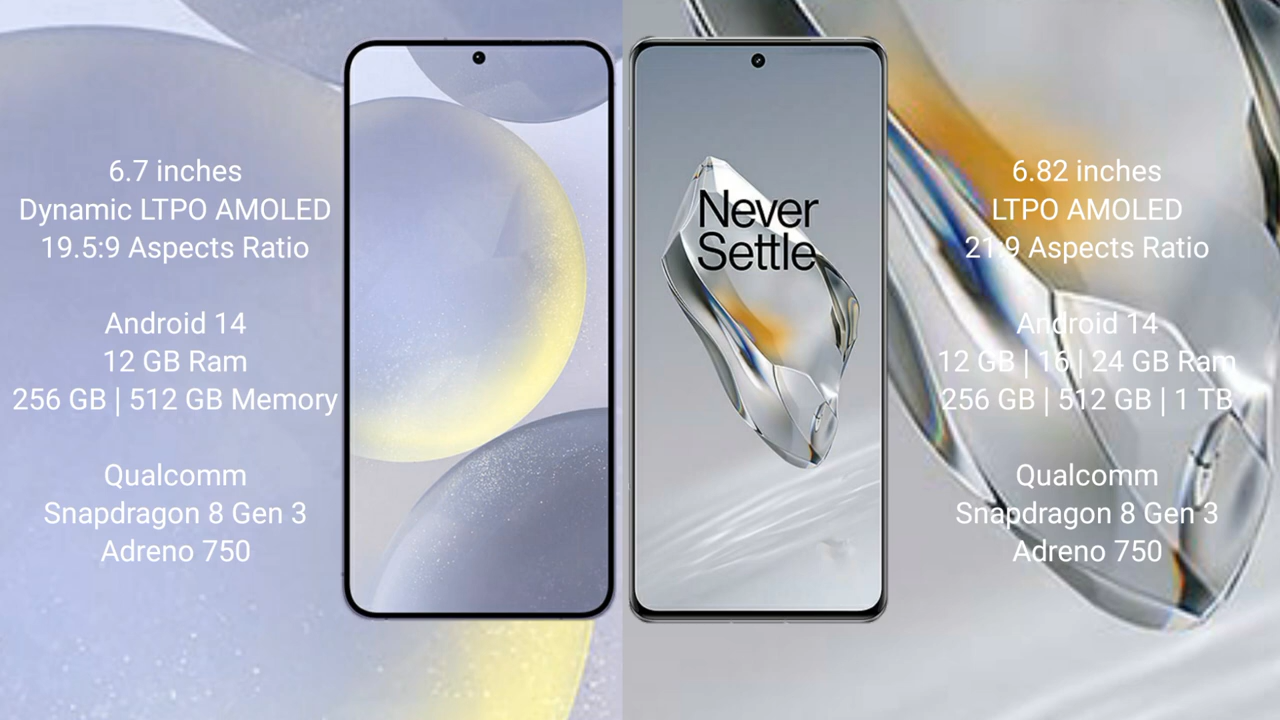 6.7 inches
Dynamic LTPO AMOLED
19.5:9 Aspects Ratio
Android 14
12 GB Ram
256 GB | 512 GB Memory
Qualcomm
Snapdragon 8 Gen 3
Adreno 750
Never
Settle
6.82 inches
LTPO AMOLED
21:9 Aspects Ratio
Android 14
12 GB | 16 | 24 GB Ram
256 GB | 512 GB | 1 TB
Qualcomm
Snapdragon 8 Gen 3
Adreno 750